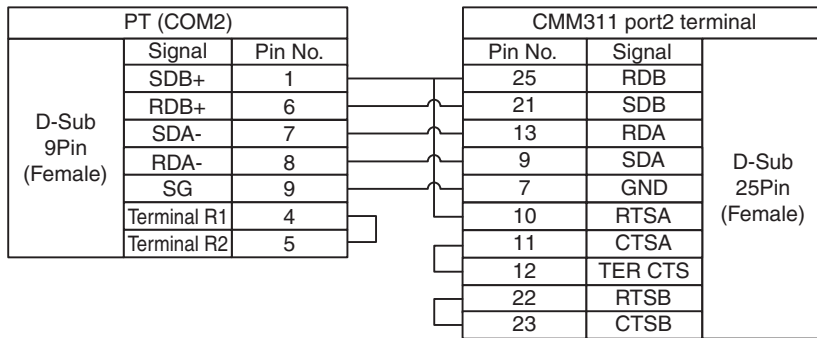 PT (COM2)
Signal Pin No.
SDB+ 1
RDB+ 6
SDA- 7
RDA- 8
SG 9
Terminal R1 4
Terminal R2 5
D-Sub
9Pin
(Female)
CMM311 port2 terminal
Pin No. Signal
25 RDB
21 SDB
13 RDA
9 SDA
7 GND
10 RTSA
11 CTSA
12 TER CTS
22 RTSB
23 CTSB
D-Sub
25Pin
(Female)